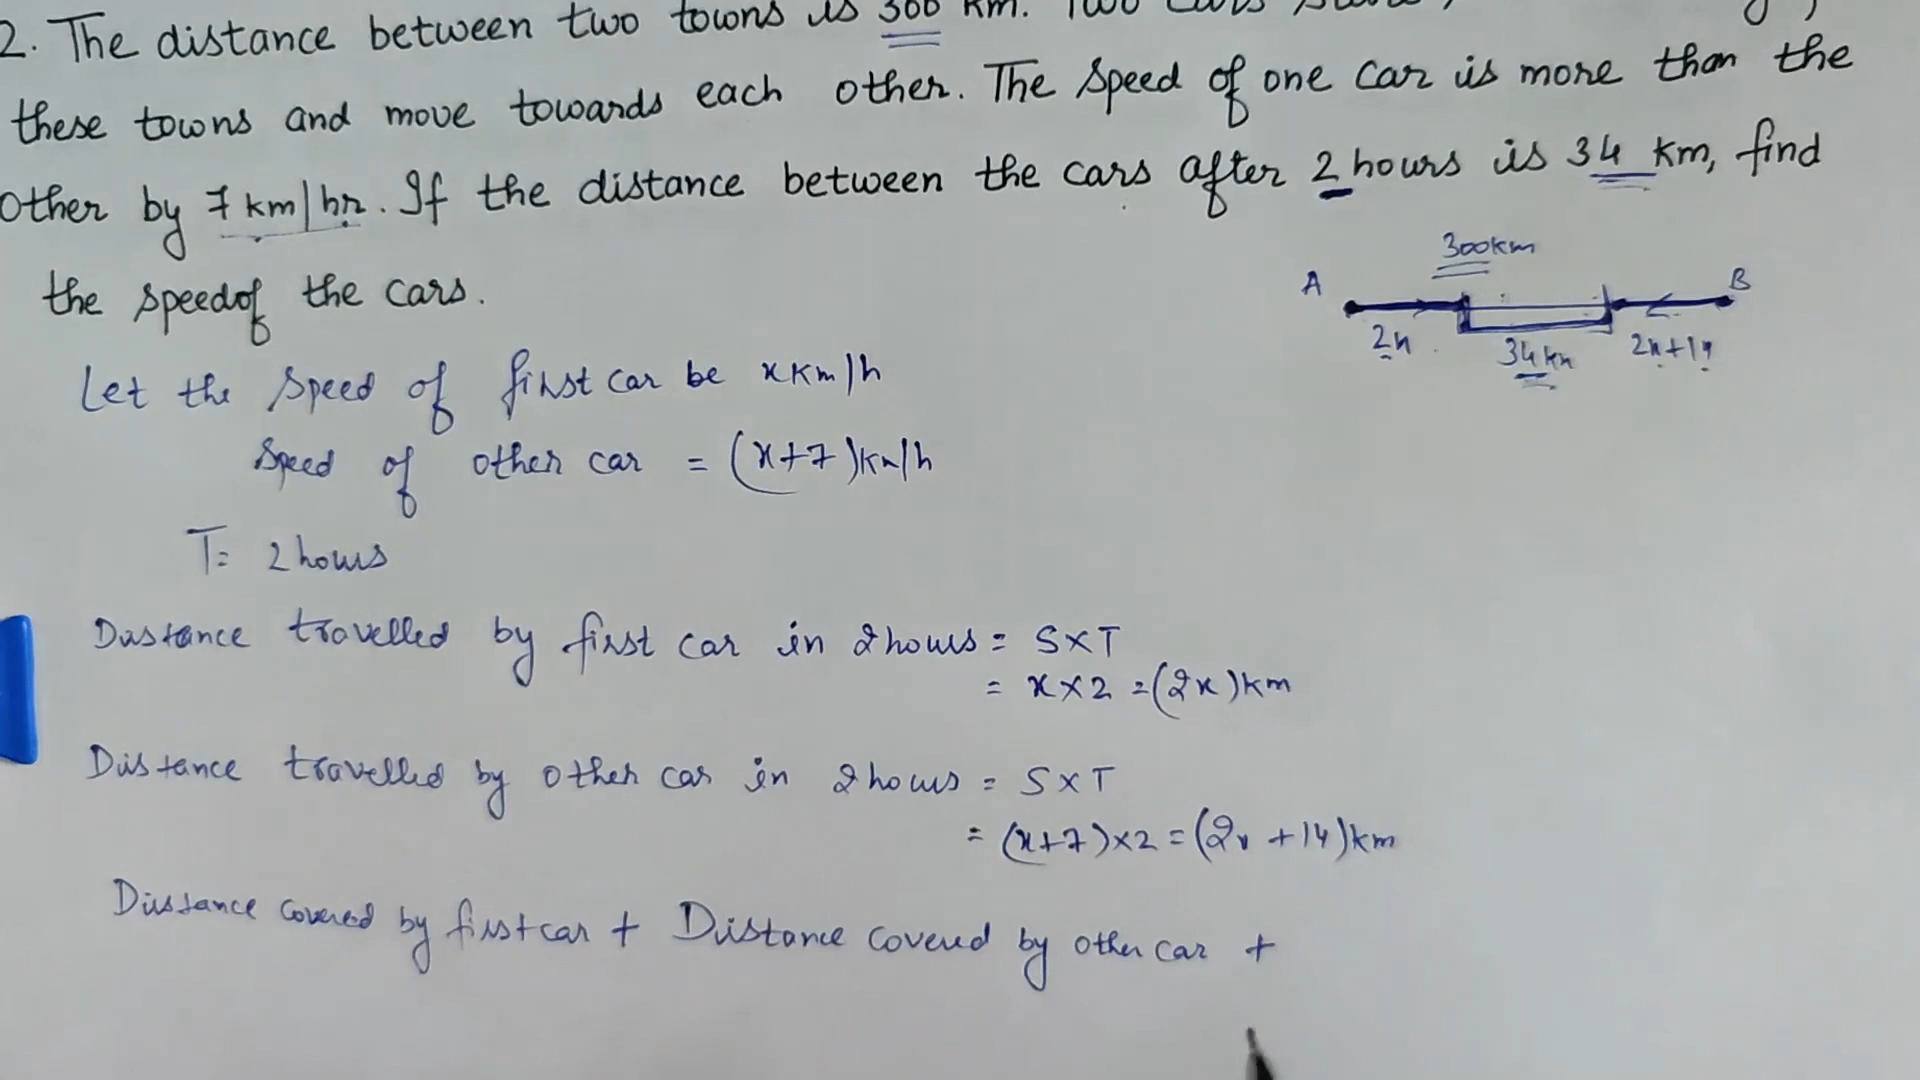 2. The distance between two towns is 300 km. Two cars start
these towns and move towards each other. The speed of one car is more than the
other by 7 km/hr. If the distance between the cars after 2 hours is 34 km, find
the speed of the cars.
300km
A B
2x 34 km 2x+14
Let the speed of first car be x km/h
Speed of other car = (x+7)km/h
T= 2 hours
Distance travelled by first car in 2 hours = S×T
= x×2 =(2x)km
Distance travelled by other car in 2 hours = S×T
= (x+7)×2 = (2x +14)km
Distance covered by first car + Distance covered by other car +